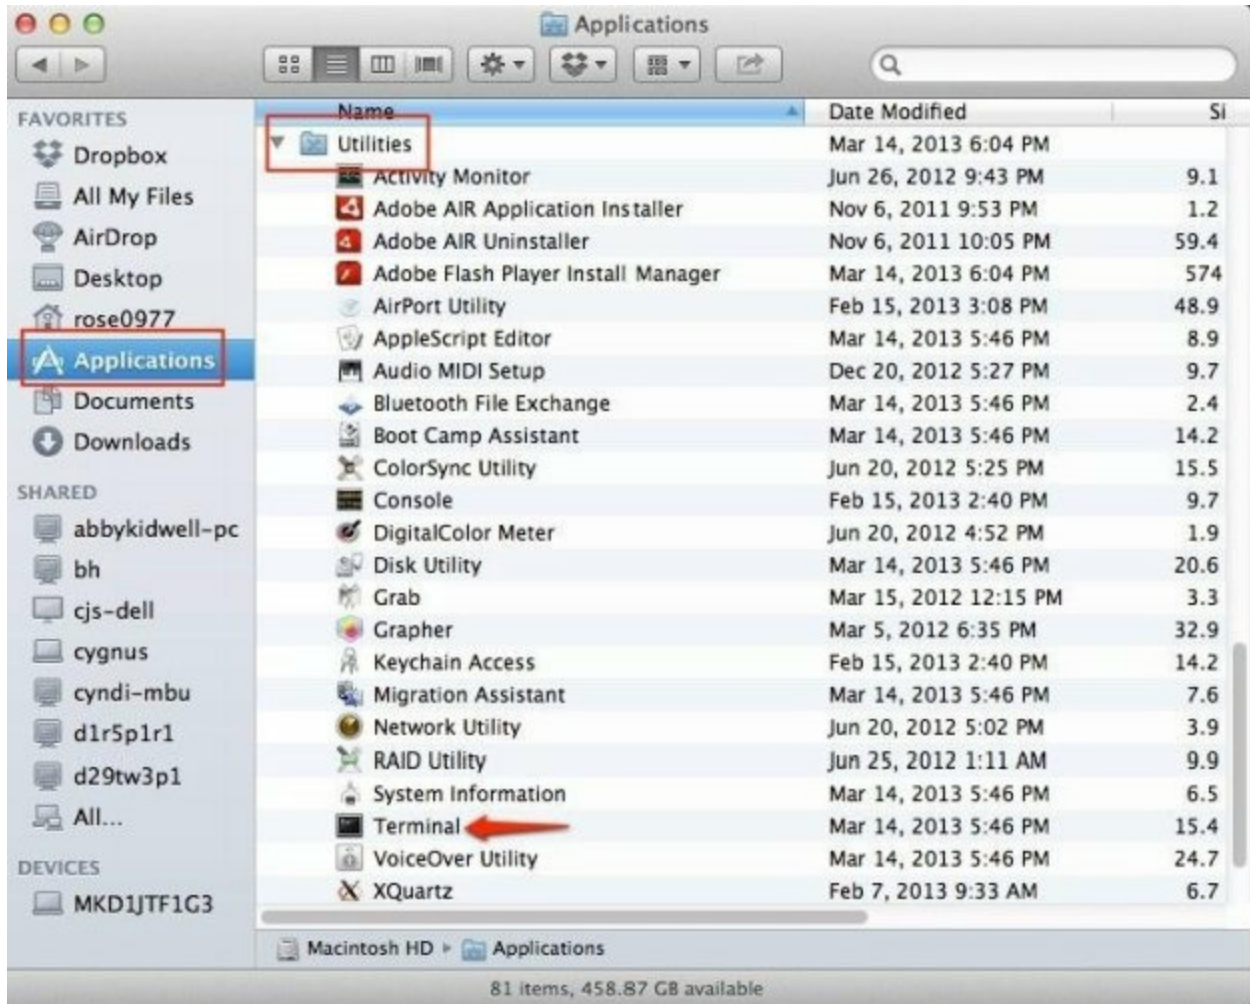 Applications
FAVORITES
Dropbox
All My Files
AirDrop
Desktop
rose0977
Applications
Documents
Downloads
SHARED
abbykidwell-pc
bh
cjs-dell
cygnus
cyndi-mbu
d1r5p1r1
d29tw3p1
All...
DEVICES
MKD1JTF1G3
Name Date Modified Si
Utilities Mar 14, 2013 6:04 PM
Activity Monitor Jun 26, 2012 9:43 PM 9.1
Adobe AIR Application Installer Nov 6, 2011 9:53 PM 1.2
Adobe AIR Uninstaller Nov 6, 2011 10:05 PM 59.4
Adobe Flash Player Install Manager Mar 14, 2013 6:04 PM 574
AirPort Utility Feb 15, 2013 3:08 PM 48.9
AppleScript Editor Mar 14, 2013 5:46 PM 8.9
Audio MIDI Setup Dec 20, 2012 5:27 PM 9.7
Bluetooth File Exchange Mar 14, 2013 5:46 PM 2.4
Boot Camp Assistant Mar 14, 2013 5:46 PM 14.2
ColorSync Utility Jun 20, 2012 5:25 PM 15.5
Console Feb 15, 2013 2:40 PM 9.7
DigitalColor Meter Jun 20, 2012 4:52 PM 1.9
Disk Utility Mar 14, 2013 5:46 PM 20.6
Grab Mar 15, 2012 12:15 PM 3.3
Grapher Mar 5, 2012 6:35 PM 32.9
Keychain Access Feb 15, 2013 2:40 PM 14.2
Migration Assistant Mar 14, 2013 5:46 PM 7.6
Network Utility Jun 20, 2012 5:02 PM 3.9
RAID Utility Jun 25, 2012 1:11 AM 9.9
System Information Mar 14, 2013 5:46 PM 6.5
Terminal Mar 14, 2013 5:46 PM 15.4
VoiceOver Utility Mar 14, 2013 5:46 PM 24.7
XQuartz Feb 7, 2013 9:33 AM 6.7
Macintosh HD Applications
81 items, 458.87 GB available